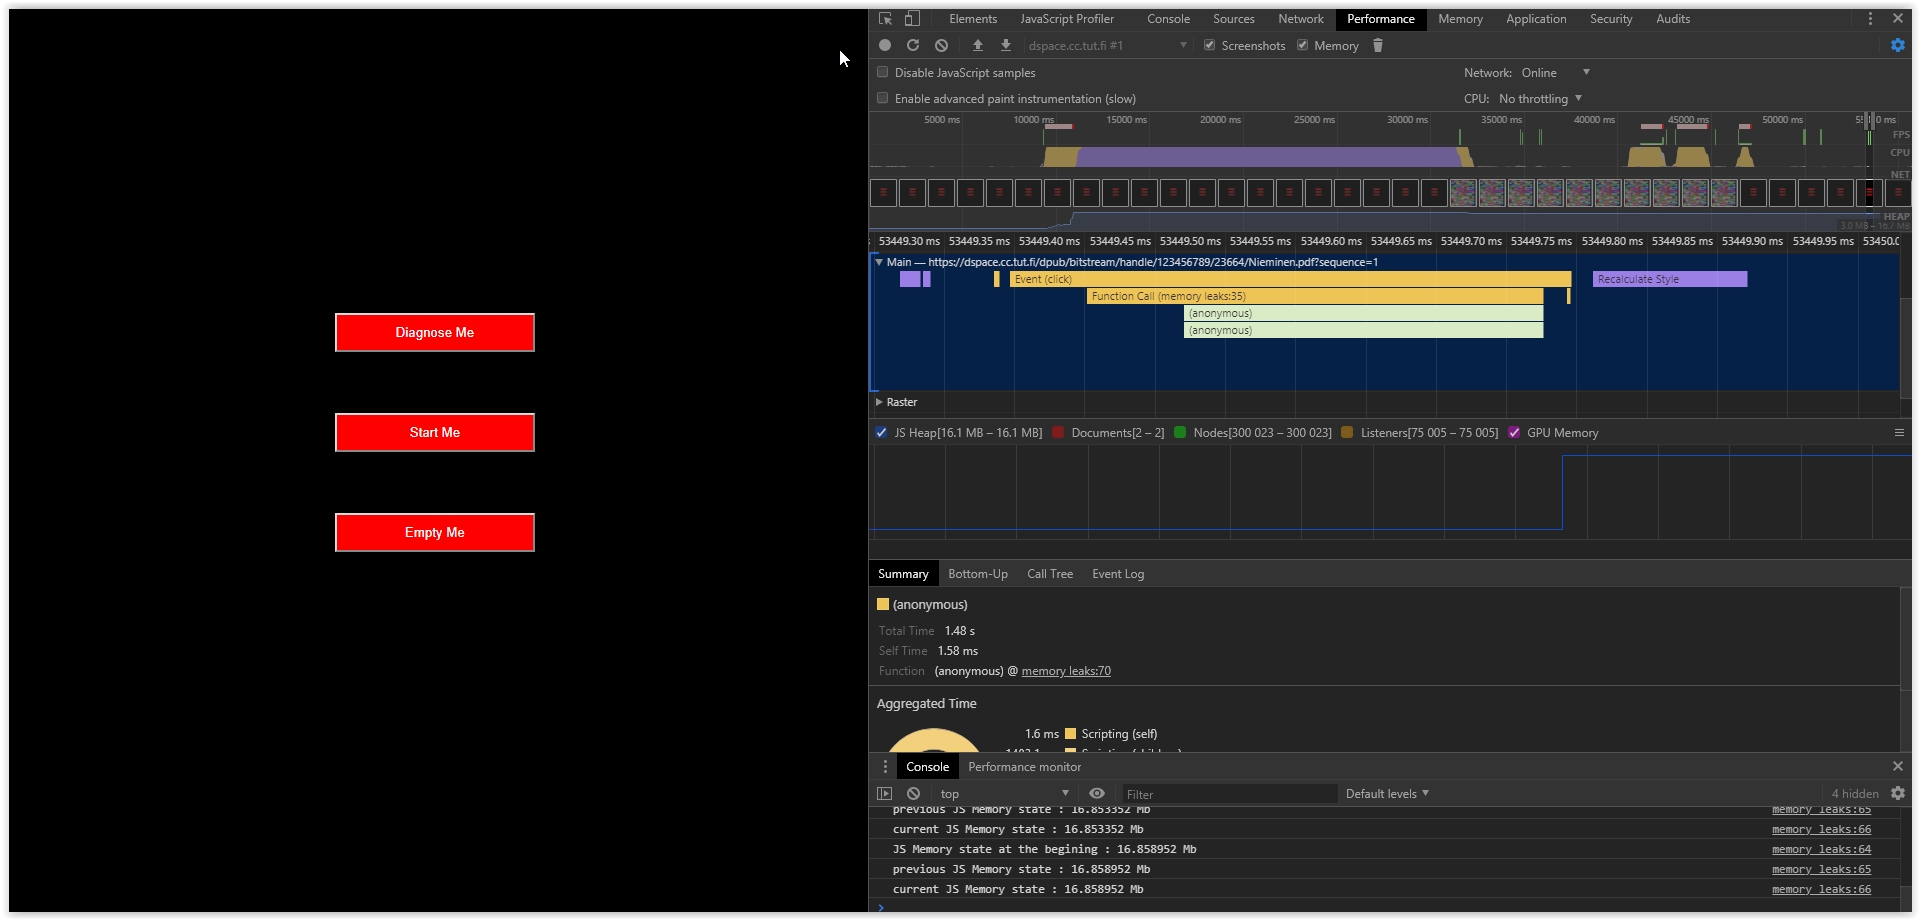 Diagnose Me
Start Me
Empty Me
Elements JavaScript Profiler Console Sources Network Performance Memory Application Security Audits
dspace.cc.tut.fi #1 Screenshots Memory
Disable JavaScript samples Network: Online
Enable advanced paint instrumentation (slow) CPU: No throttling
5000 ms 10000 ms 15000 ms 20000 ms 25000 ms 30000 ms 35000 ms 40000 ms 45000 ms 50000 ms
FPS
CPU
NET
HEAP
3.0 MB – 16.7 MB
53449.30 ms 53449.35 ms 53449.40 ms 53449.45 ms 53449.50 ms 53449.55 ms 53449.60 ms 53449.65 ms 53449.70 ms 53449.75 ms 53449.80 ms 53449.85 ms 53449.90 ms 53449.95 ms 53450.0
Main — https://dspace.cc.tut.fi/dpub/bitstream/handle/123456789/23664/Nieminen.pdf?sequence=1
Event (click) Recalculate Style
Function Call (memory leaks:35)
(anonymous)
(anonymous)
Raster
JS Heap[16.1 MB – 16.1 MB] Documents[2 – 2] Nodes[300 023 – 300 023] Listeners[75 005 – 75 005] GPU Memory
Summary Bottom-Up Call Tree Event Log
(anonymous)
Total Time 1.48 s
Self Time 1.58 ms
Function (anonymous) @ memory leaks:70
Aggregated Time
1.6 ms Scripting (self)
Console Performance monitor
top Filter Default levels 4 hidden
previous JS Memory state : 16.853352 Mb memory leaks:65
current JS Memory state : 16.853352 Mb memory leaks:66
JS Memory state at the begining : 16.858952 Mb memory leaks:64
previous JS Memory state : 16.858952 Mb memory leaks:65
current JS Memory state : 16.858952 Mb memory leaks:66